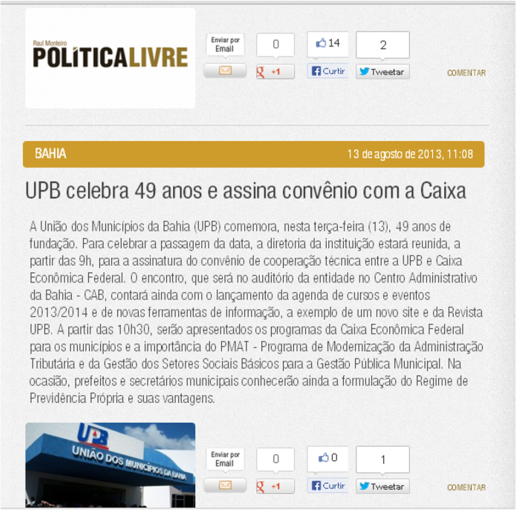 Raul Monteiro
POLÍTICALIVRE
Enviar por
Email
0
+1
14
Curtir
2
Tweetar
COMENTAR
BAHIA
13 de agosto de 2013, 11:08
UPB celebra 49 anos e assina convênio com a Caixa
A União dos Municípios da Bahia (UPB) comemora, nesta terça-feira (13), 49 anos de
fundação. Para celebrar a passagem da data, a diretoria da instituição estará reunida, a
partir das 9h, para a assinatura do convênio de cooperação técnica entre a UPB e Caixa
Econômica Federal. O encontro, que será no auditório da entidade no Centro Administrativo
da Bahia - CAB, contará ainda com o lançamento da agenda de cursos e eventos
2013/2014 e de novas ferramentas de informação, a exemplo de um novo site e da Revista
UPB. A partir das 10h30, serão apresentados os programas da Caixa Econômica Federal
para os municípios e a importância do PMAT - Programa de Modernização da Administração
Tributária e da Gestão dos Setores Sociais Básicos para a Gestão Pública Municipal. Na
ocasião, prefeitos e secretários municipais conhecerão ainda a formulação do Regime de
Previdência Própria e suas vantagens.
UPB
UNIÃO DOS MUNICÍPIOS DA BAHIA
Enviar por
Email
0
+1
0
Curtir
1
Tweetar
COMENTAR